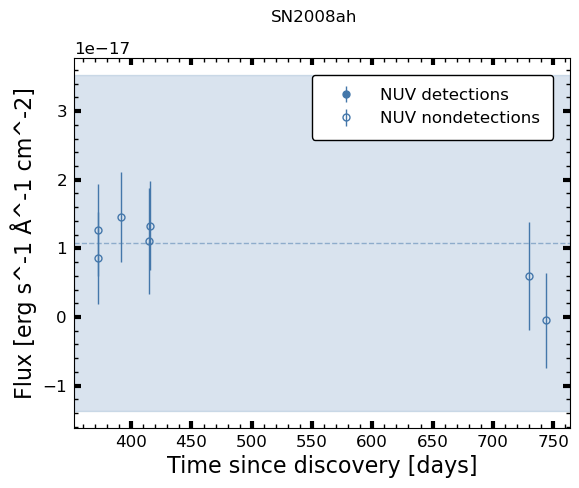 SN2008ah
1e−17
NUV detections
NUV nondetections
3
2
1
0
−1
Flux [erg s^-1 Å^-1 cm^-2]
400 450 500 550 600 650 700 750
Time since discovery [days]